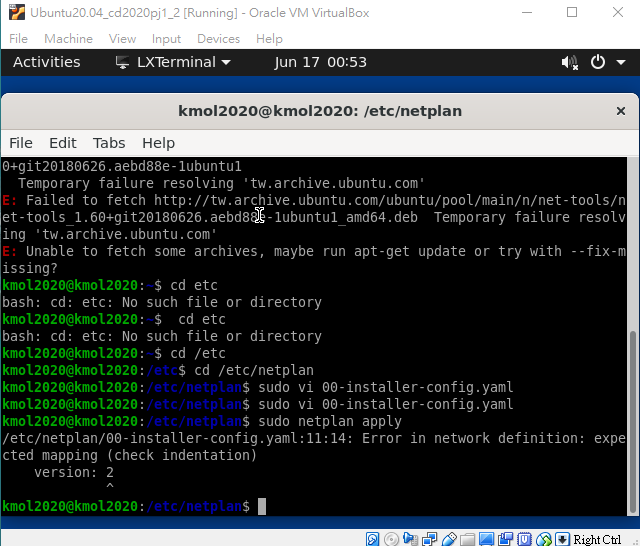 Ubuntu20.04_cd2020pj1_2 [Running] - Oracle VM VirtualBox
File Machine View Input Devices Help
Activities LXTerminal Jun 17 00:53
kmol2020@kmol2020: /etc/netplan
File Edit Tabs Help
0+git20180626.aebd88e-1ubuntu1
  Temporary failure resolving 'tw.archive.ubuntu.com'
E: Failed to fetch http://tw.archive.ubuntu.com/ubuntu/pool/main/n/net-tools/n
et-tools_1.60+git20180626.aebd88e-1ubuntu1_amd64.deb  Temporary failure resolv
ing 'tw.archive.ubuntu.com'
E: Unable to fetch some archives, maybe run apt-get update or try with --fix-m
issing?
kmol2020@kmol2020:~$ cd etc
bash: cd: etc: No such file or directory
kmol2020@kmol2020:~$  cd etc
bash: cd: etc: No such file or directory
kmol2020@kmol2020:~$ cd /etc
kmol2020@kmol2020:/etc$ cd /etc/netplan
kmol2020@kmol2020:/etc/netplan$ sudo vi 00-installer-config.yaml
kmol2020@kmol2020:/etc/netplan$ sudo vi 00-installer-config.yaml
kmol2020@kmol2020:/etc/netplan$ sudo netplan apply
/etc/netplan/00-installer-config.yaml:11:14: Error in network definition: expe
cted mapping (check indentation)
    version: 2
             ^
kmol2020@kmol2020:/etc/netplan$
Right Ctrl